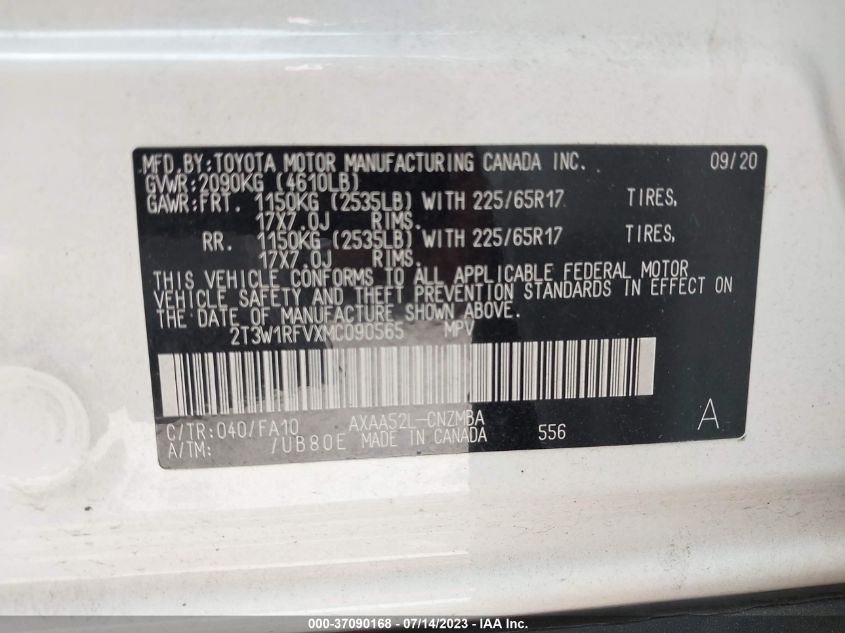 MFD.BY:TOYOTA MOTOR MANUFACTURING CANADA INC. 09/20
GVWR:2090KG (4610LB)
GAWR:FRT. 1150KG (2535LB) WITH 225/65R17 TIRES,
17X7.0J RIMS.
RR. 1150KG (2535LB) WITH 225/65R17 TIRES,
17X7.0J RIMS.
THIS VEHICLE CONFORMS TO ALL APPLICABLE FEDERAL MOTOR
VEHICLE SAFETY AND THEFT PREVENTION STANDARDS IN EFFECT ON
THE DATE OF MANUFACTURE SHOWN ABOVE.
2T3W1RFVXMC090565 MPV
C/TR:040/FA10 AXAA52L-CNZMBA A
A/TM: /UB80E MADE IN CANADA 556
000-37090168 - 07/14/2023 - IAA Inc.